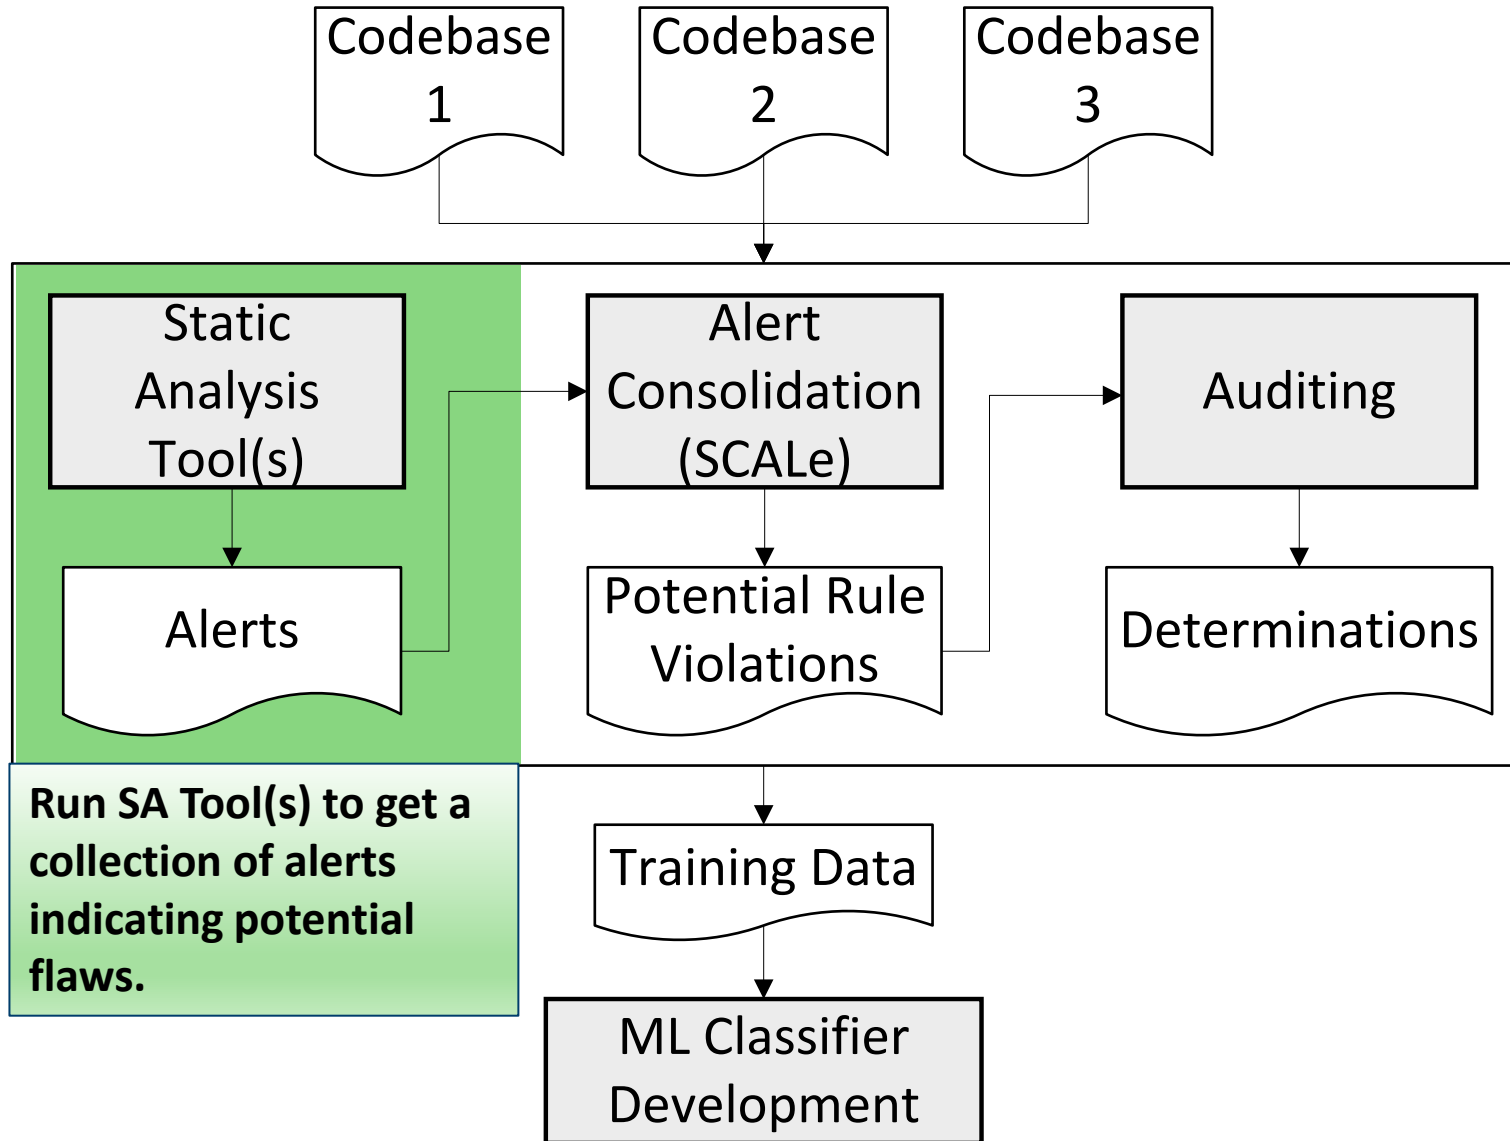 Codebase
1
Codebase
2
Codebase
3
Static
Analysis
Tool(s)
Alert
Consolidation
(SCALe)
Auditing
Alerts
Potential Rule
Violations
Determinations
Run SA Tool(s) to get a
collection of alerts
indicating potential
flaws.
Training Data
ML Classifier
Development